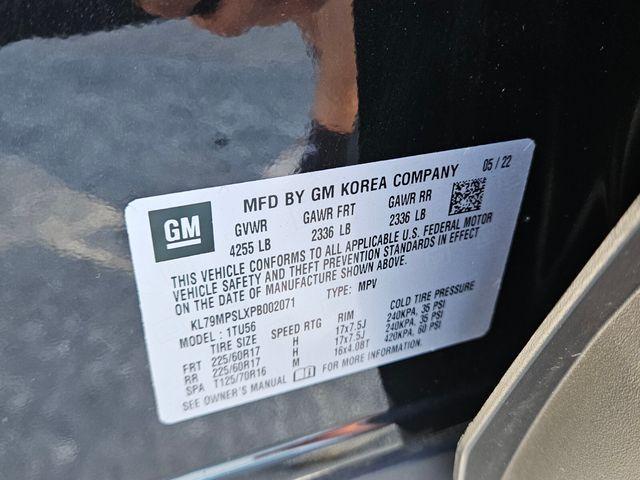 MFD BY GM KOREA COMPANY 05 / 22
GM
GVWR GAWR FRT GAWR RR
4255 LB 2336 LB 2336 LB
THIS VEHICLE CONFORMS TO ALL APPLICABLE U.S. FEDERAL MOTOR
VEHICLE SAFETY AND THEFT PREVENTION STANDARDS IN EFFECT
ON THE DATE OF MANUFACTURE SHOWN ABOVE.
KL79MPSLXPB002071 TYPE: MPV
MODEL : 1TU56
TIRE SIZE SPEED RTG RIM COLD TIRE PRESSURE
FRT 225/60R17 H 17x7.5J 240KPA, 35 PSI
RR 225/60R17 H 17x7.5J 240KPA, 35 PSI
SPA T125/70R16 M 16x4.0BT 420KPA, 60 PSI
SEE OWNER'S MANUAL FOR MORE INFORMATION.